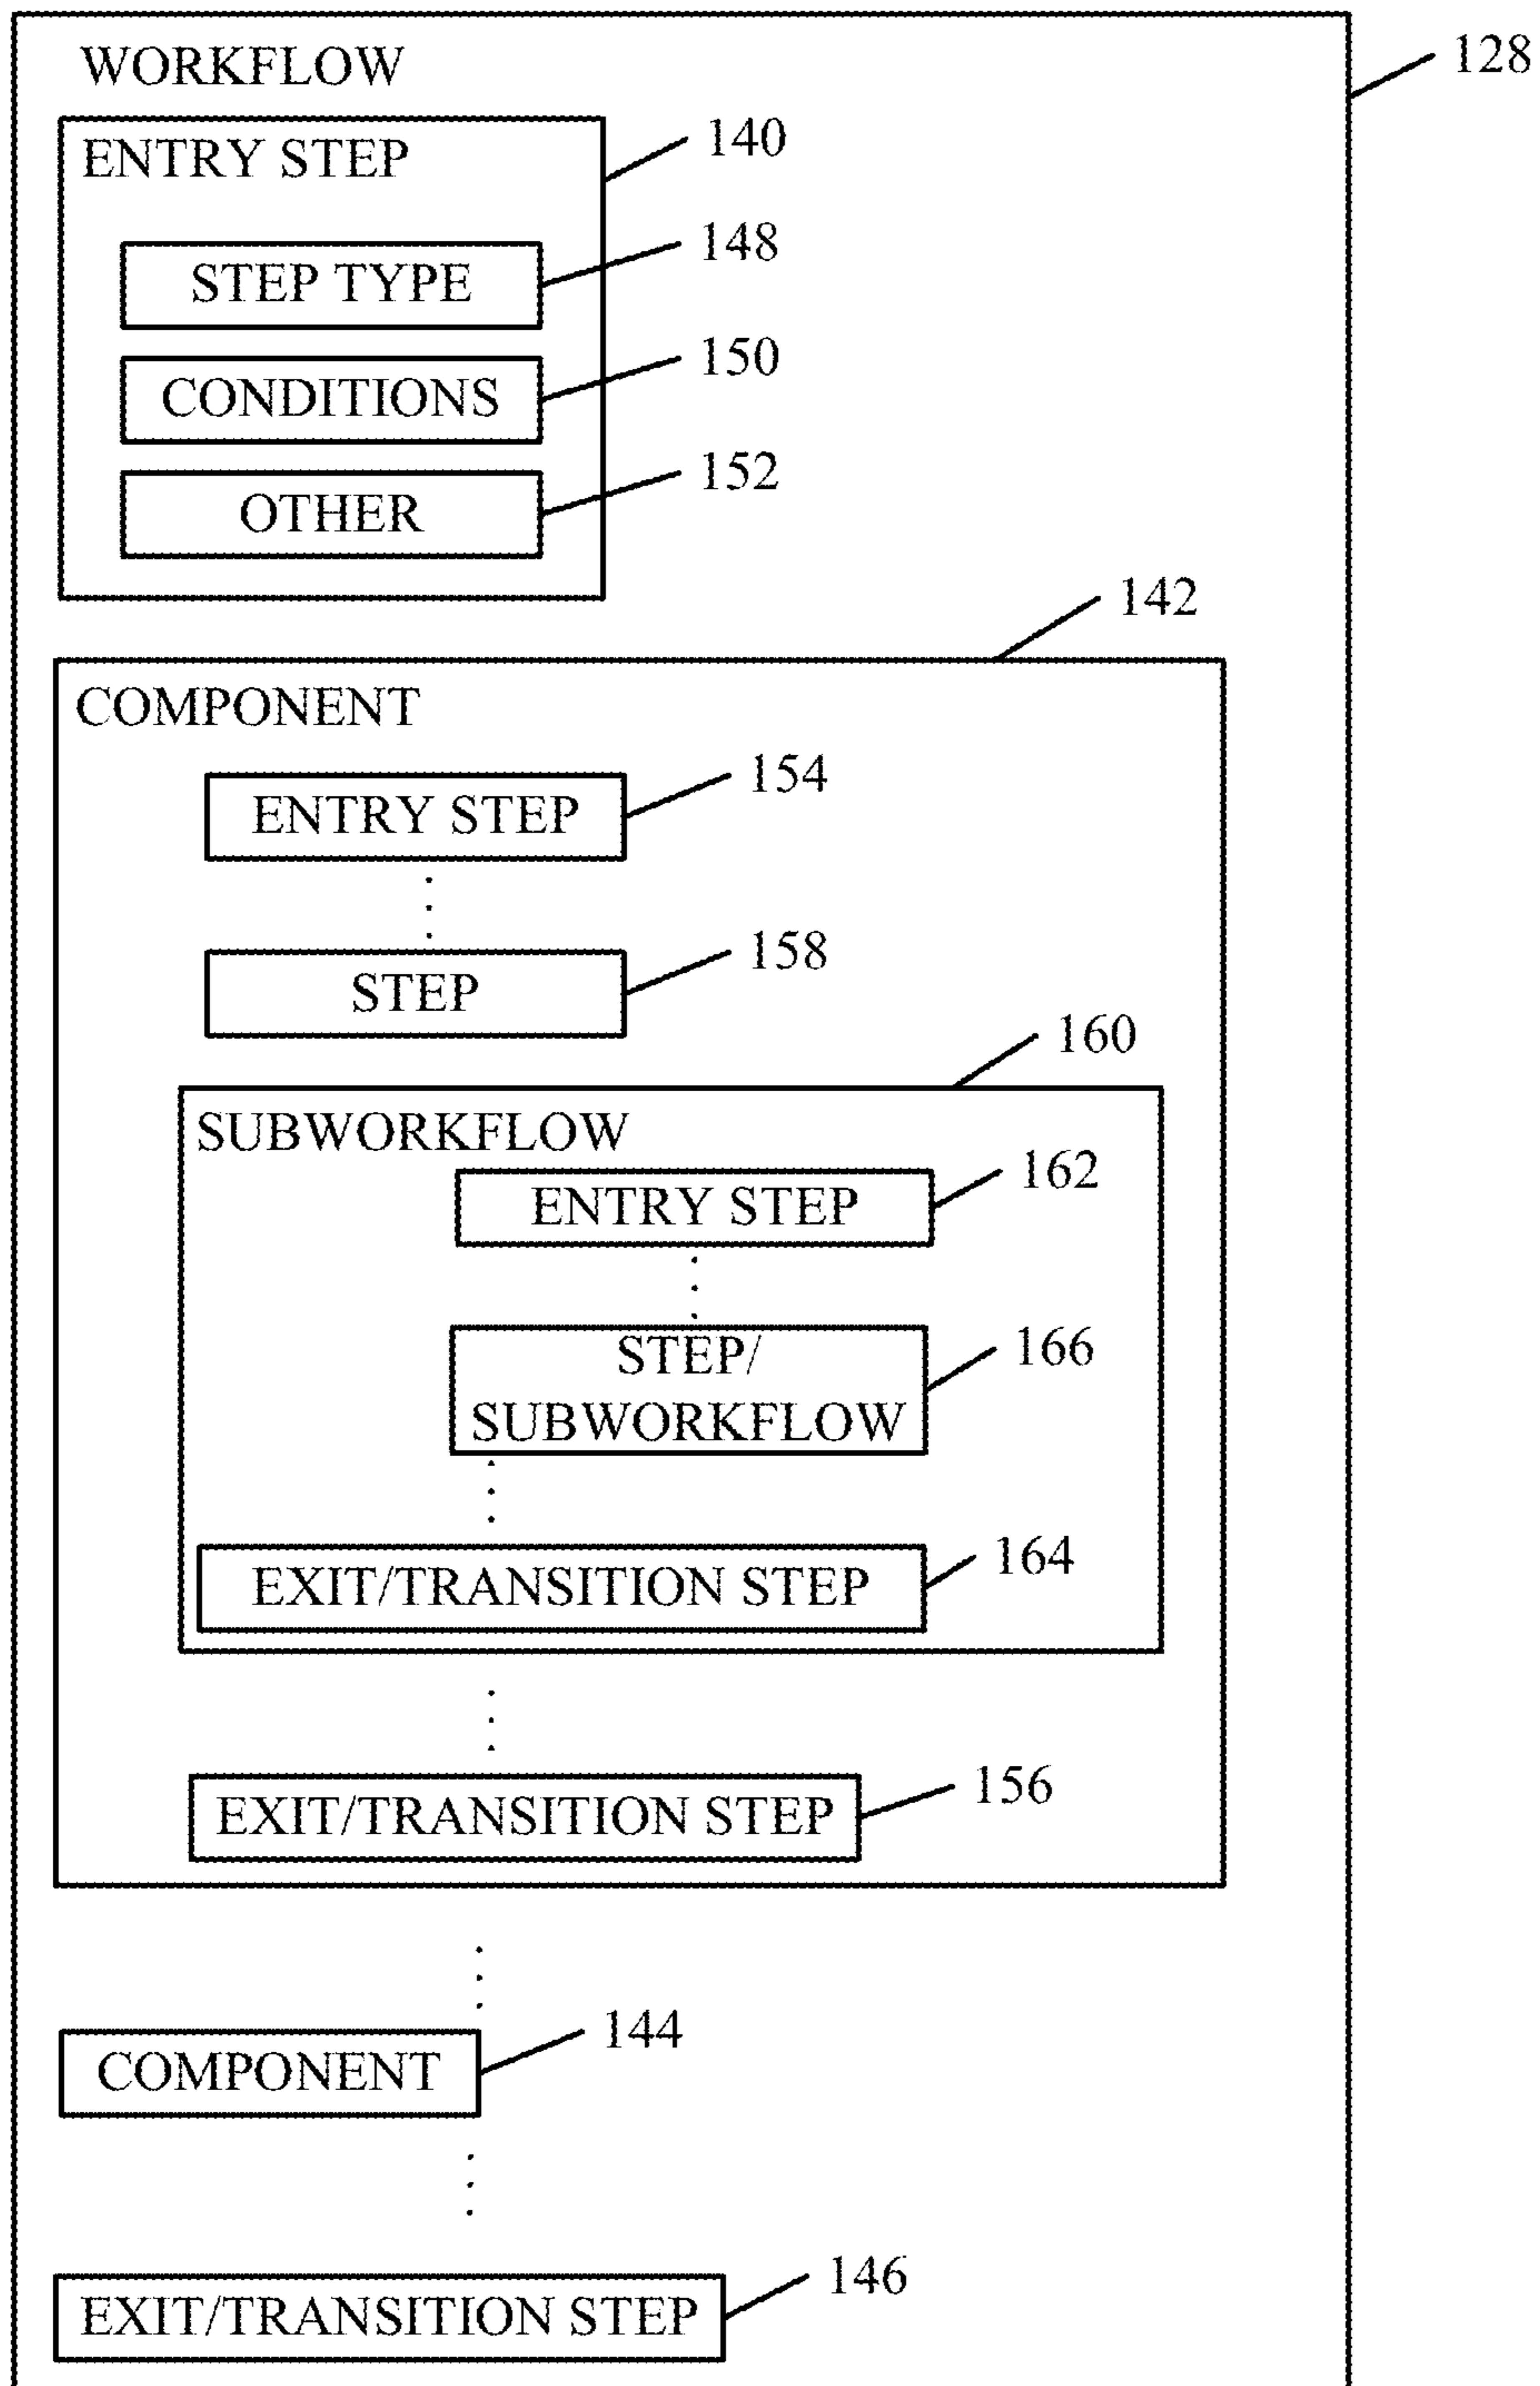 WORKFLOW
128
ENTRY STEP
140
STEP TYPE
148
CONDITIONS
150
OTHER
152
142
COMPONENT
ENTRY STEP
154
STEP
158
160
SUBWORKFLOW
ENTRY STEP
162
STEP/
SUBWORKFLOW
166
EXIT/TRANSITION STEP
164
EXIT/TRANSITION STEP
156
COMPONENT
144
EXIT/TRANSITION STEP
146